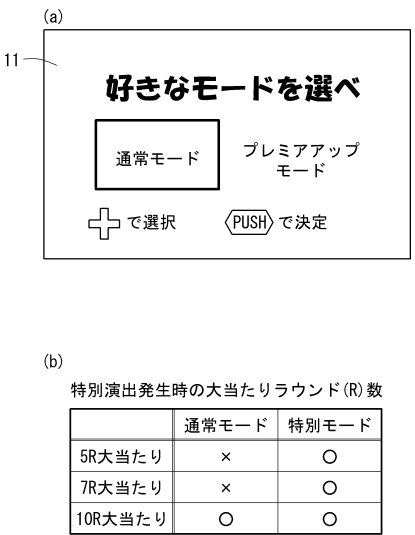 (a)
11
好きなモードを選べ
通常モード
プレミアアップ
モード
で選択
PUSH で決定
(b)
特別演出発生時の大当たりラウンド(R)数
通常モード 特別モード
5R大当たり × ○
7R大当たり × ○
10R大当たり ○ ○